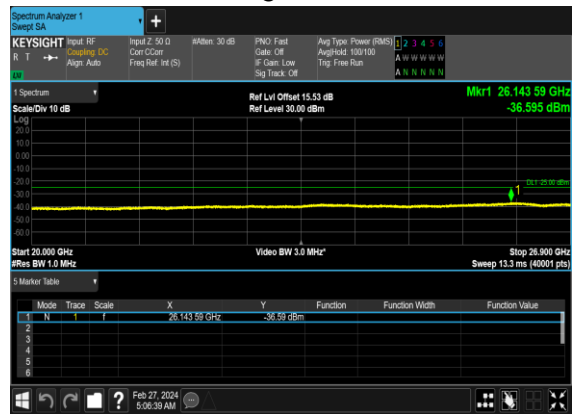 Spectrum Analyzer 1
Swept SA
+
KEYSIGHT Input: RF Input Z: 50 Ω #Atten: 30 dB PNO: Fast Avg Type: Power (RMS) 1 2 3 4 5 6
R T Coupling: DC Corr CCorr Gate: Off Avg|Hold: 100/100 A W W W W W
Align: Auto Freq Ref: Int (S) IF Gain: Low Trig: Free Run
LXI Sig Track: Off A N N N N N
1 Spectrum Ref Lvl Offset 15.53 dB Mkr1 26.143 59 GHz
Scale/Div 10 dB Ref Level 30.00 dBm -36.595 dBm
Log
20.0
10.0
0.00
-10.0
-20.0
DL1 -25.00 dBm
1
-30.0
-40.0
-50.0
-60.0
Start 20.000 GHz Video BW 3.0 MHz* Stop 26.900 GHz
#Res BW 1.0 MHz Sweep 13.3 ms (40001 pts)
5 Marker Table
Mode Trace Scale X Y Function Function Width Function Value
1 N 1 f 26.143 59 GHz -36.59 dBm
2
3
4
5
6
? Feb 27, 2024
5:06:39 AM